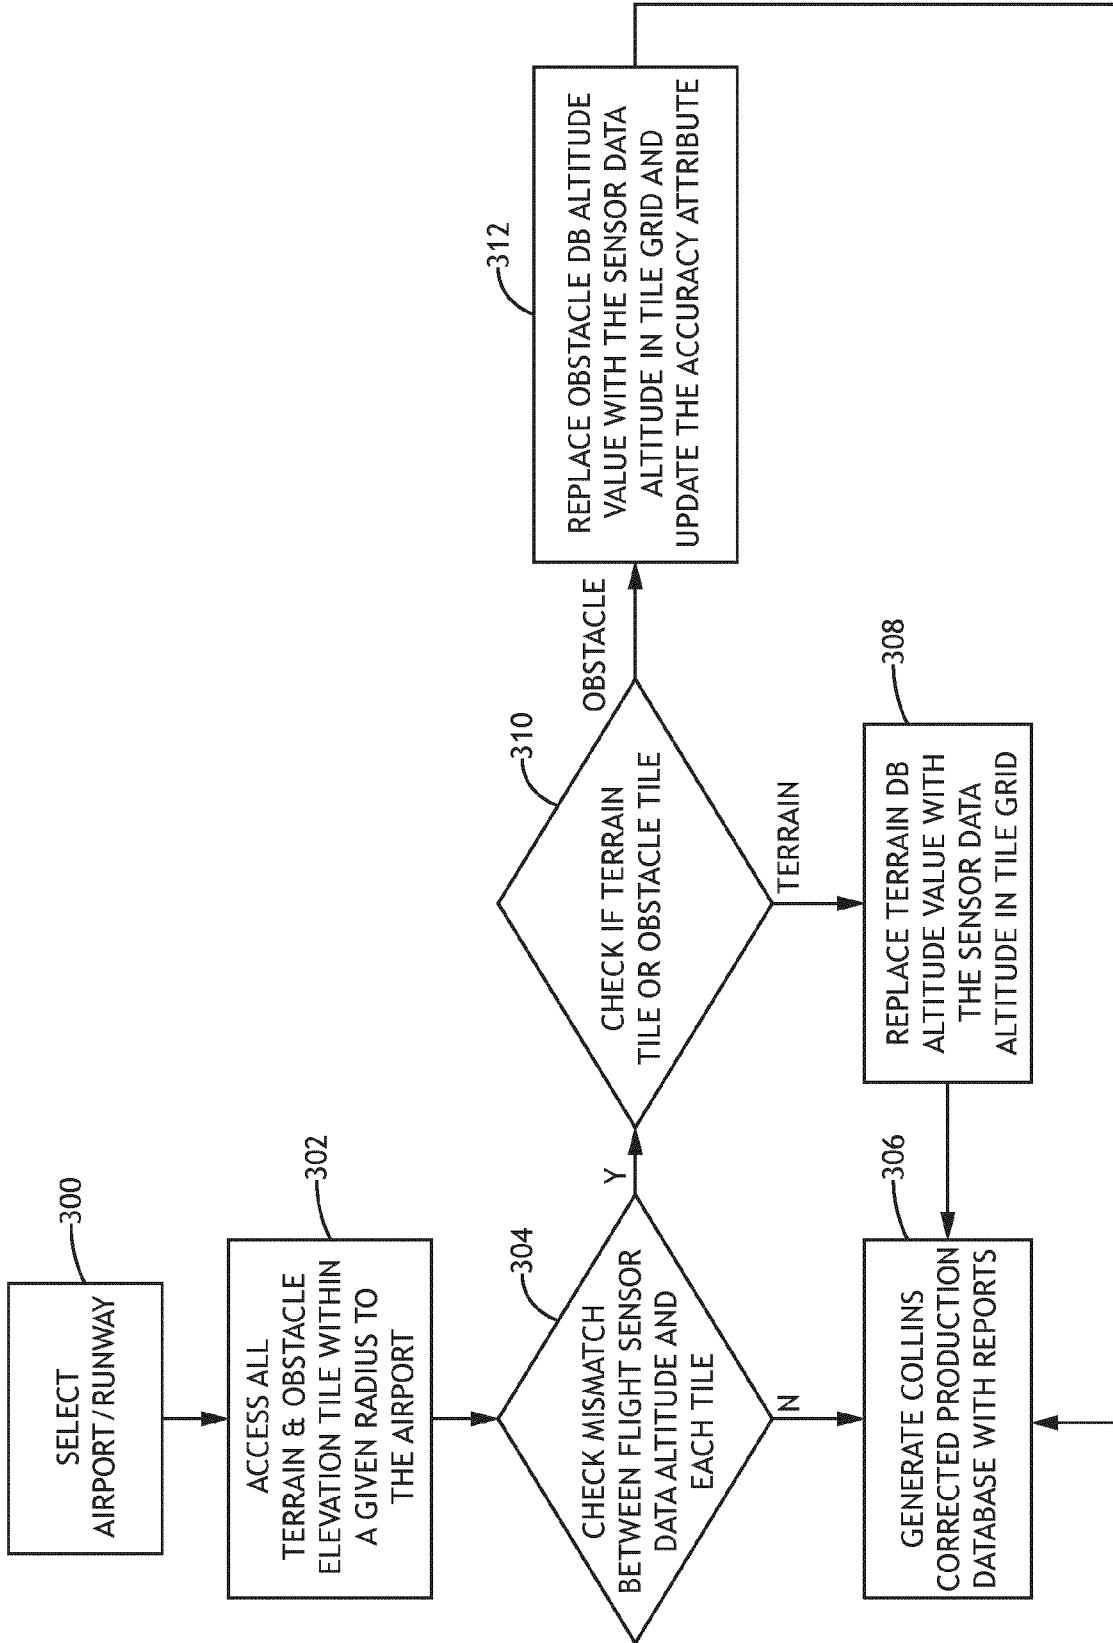 300
SELECT
AIRPORT/RUNWAY
302
ACCESS ALL
TERRAIN & OBSTACLE
ELEVATION TILE WITHIN
A GIVEN RADIUS TO
THE AIRPORT
304
CHECK MISMATCH
BETWEEN FLIGHT SENSOR
DATA ALTITUDE AND
EACH TILE
Y
N
310
CHECK IF TERRAIN
TILE OR OBSTACLE TILE
OBSTACLE
TERRAIN
312
REPLACE OBSTACLE DB ALTITUDE
VALUE WITH THE SENSOR DATA
ALTITUDE IN TILE GRID AND
UPDATE THE ACCURACY ATTRIBUTE
306
GENERATE COLLINS
CORRECTED PRODUCTION
DATABASE WITH REPORTS
308
REPLACE TERRAIN DB
ALTITUDE VALUE WITH
THE SENSOR DATA
ALTITUDE IN TILE GRID